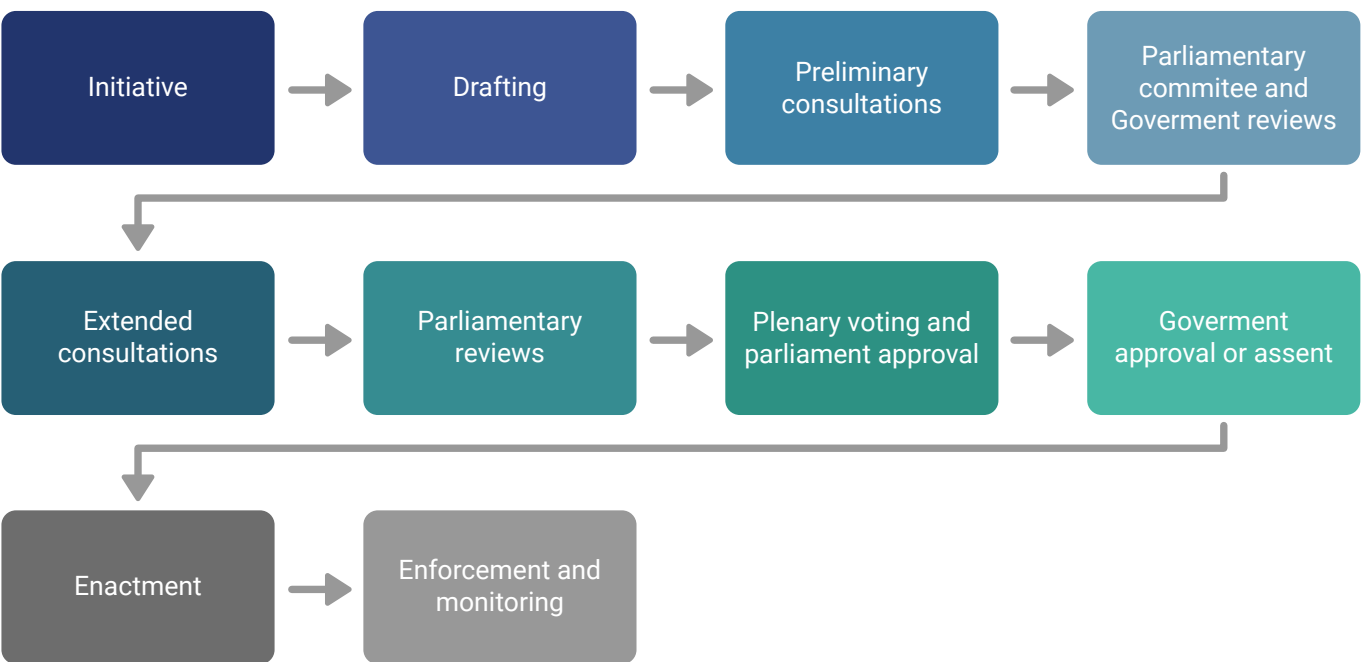 Initiative
Drafting
Preliminary
consultations
Parliamentary
commitee and
Goverment reviews
Extended
consultations
Parliamentary
reviews
Plenary voting and
parliament approval
Goverment
approval or assent
Enactment
Enforcement and
monitoring